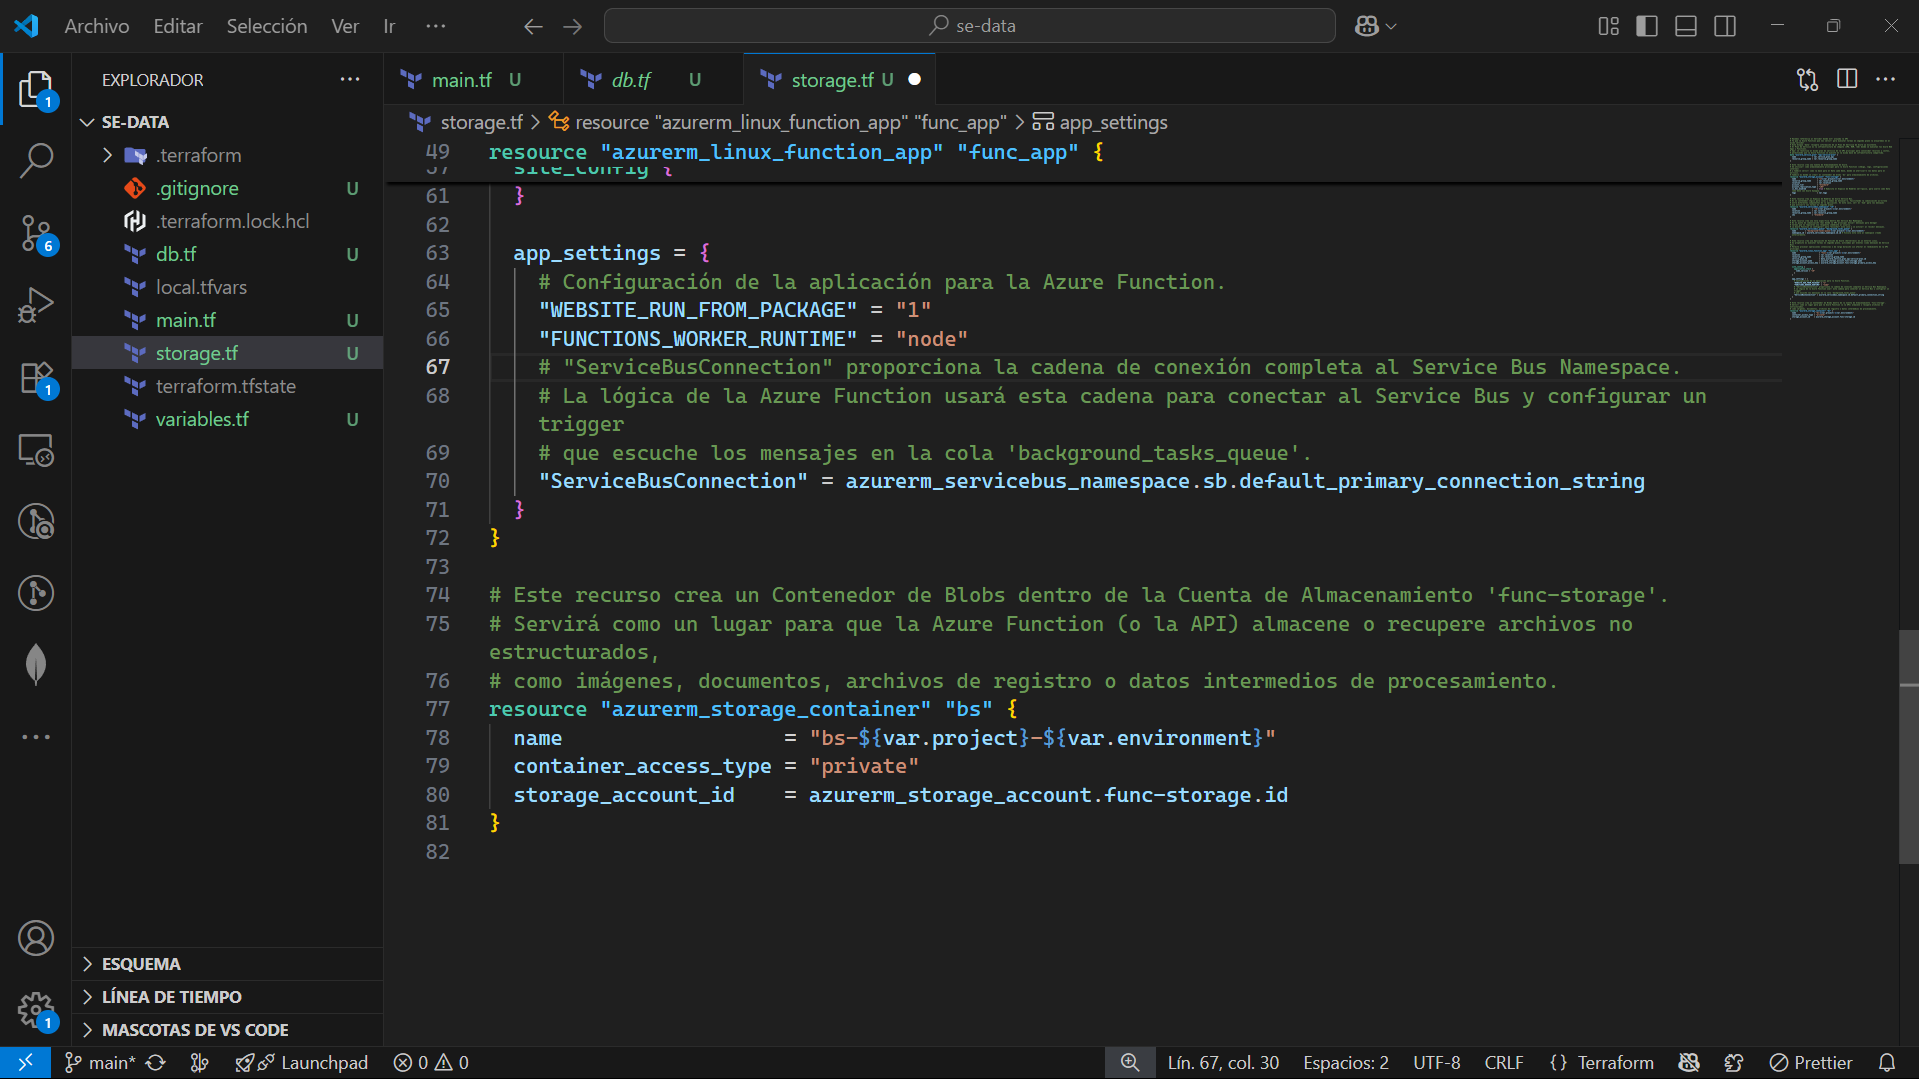 Archivo Editar Selección Ver Ir ···
se-data
EXPLORADOR
SE-DATA
.terraform
.gitignore U
.terraform.lock.hcl
db.tf U
local.tfvars
main.tf U
storage.tf U
terraform.tfstate
variables.tf U
ESQUEMA
LÍNEA DE TIEMPO
MASCOTAS DE VS CODE
1
6
1
1
main.tf U db.tf U storage.tf U
storage.tf > resource "azurerm_linux_function_app" "func_app" > app_settings
49 resource "azurerm_linux_function_app" "func_app" {
57 site_config {
61 }
62
63 app_settings = {
64 # Configuración de la aplicación para la Azure Function.
65 "WEBSITE_RUN_FROM_PACKAGE" = "1"
66 "FUNCTIONS_WORKER_RUNTIME" = "node"
67 # "ServiceBusConnection" proporciona la cadena de conexión completa al Service Bus Namespace.
68 # La lógica de la Azure Function usará esta cadena para conectar al Service Bus y configurar un
trigger
69 # que escuche los mensajes en la cola 'background_tasks_queue'.
70 "ServiceBusConnection" = azurerm_servicebus_namespace.sb.default_primary_connection_string
71 }
72 }
73
74 # Este recurso crea un Contenedor de Blobs dentro de la Cuenta de Almacenamiento 'func-storage'.
75 # Servirá como un lugar para que la Azure Function (o la API) almacene o recupere archivos no
estructurados,
76 # como imágenes, documentos, archivos de registro o datos intermedios de procesamiento.
77 resource "azurerm_storage_container" "bs" {
78 name = "bs-${var.project}-${var.environment}"
79 container_access_type = "private"
80 storage_account_id = azurerm_storage_account.func-storage.id
81 }
82
main* Launchpad 0 0 Lín. 67, col. 30 Espacios: 2 UTF-8 CRLF {} Terraform Prettier